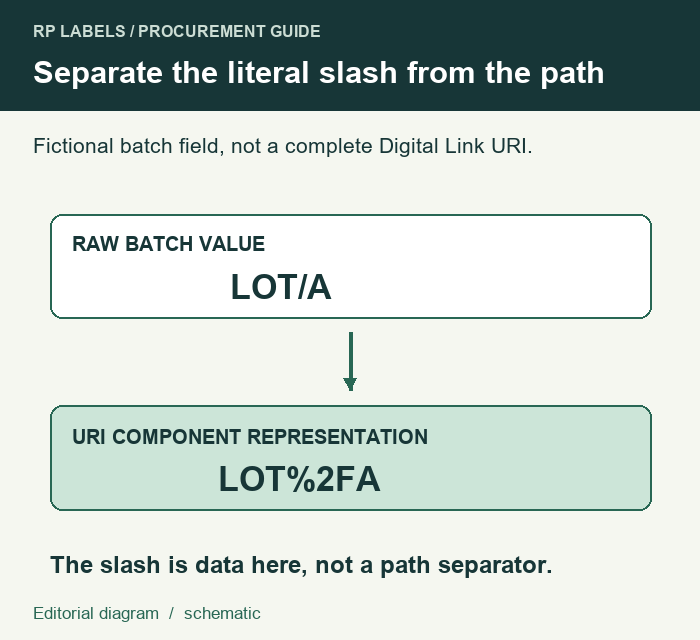 RP LABELS / PROCUREMENT GUIDE
Separate the literal slash from the path
Fictional batch field, not a complete Digital Link URI.
RAW BATCH VALUE
LOT/A
URI COMPONENT REPRESENTATION
LOT%2FA
The slash is data here, not a path separator.
Editorial diagram / schematic